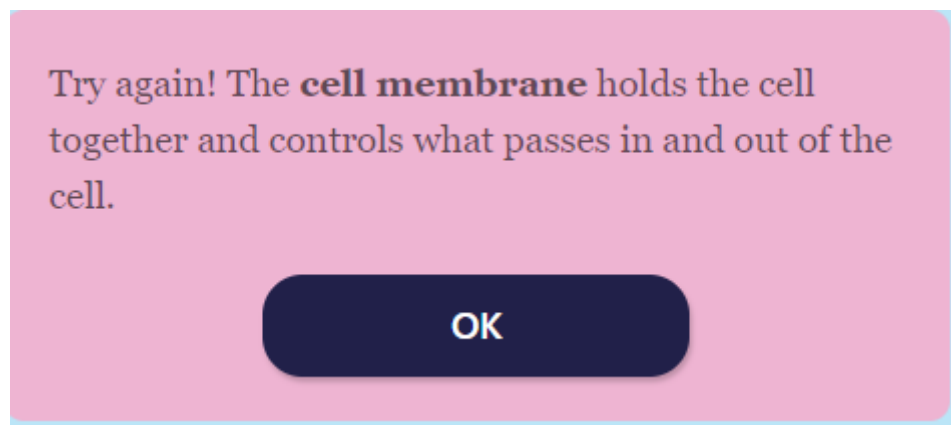 Try again! The cell membrane holds the cell
together and controls what passes in and out of the
cell.
OK